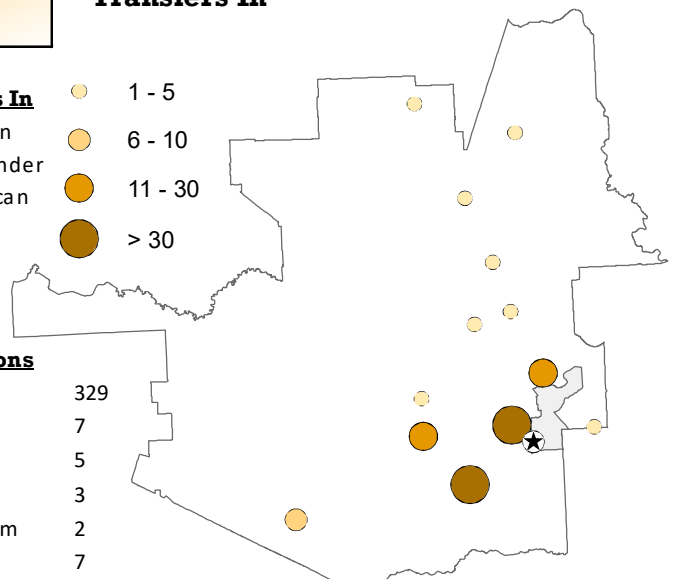 Transfers In
s In
1 - 5
n
6 - 10
nder
can
11 - 30
> 30
ons
329
7
5
3
m 2
7